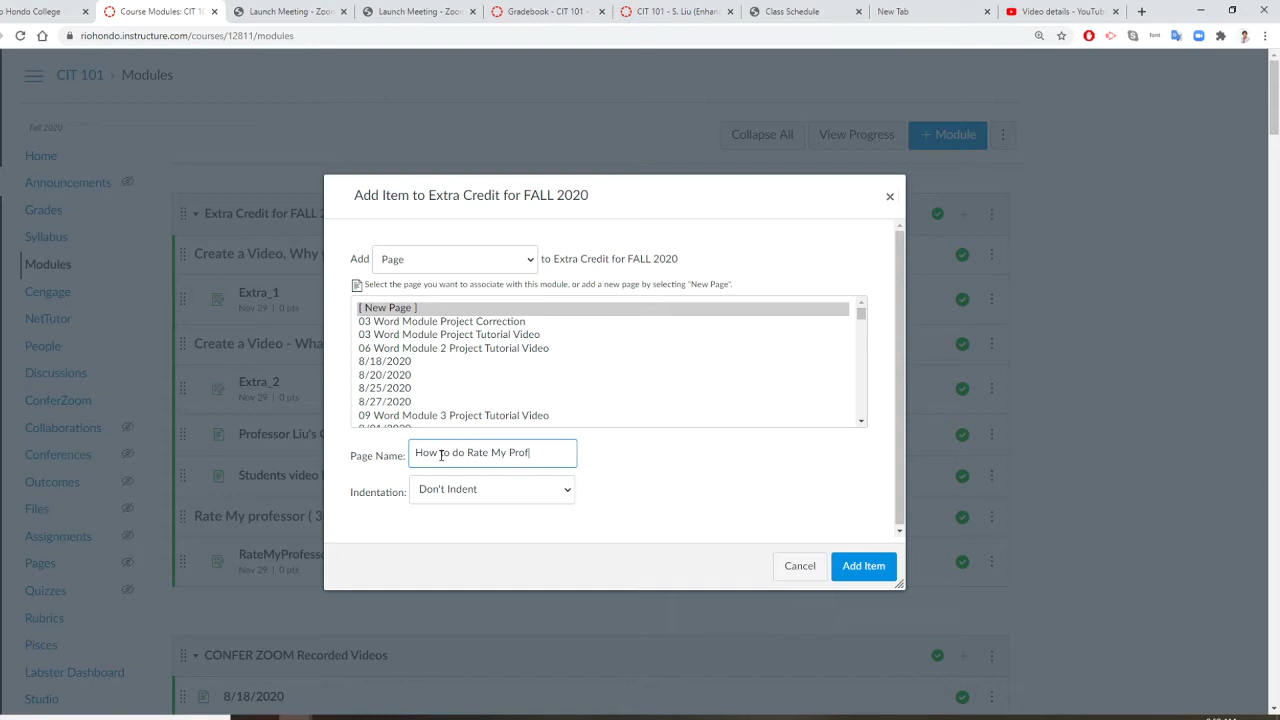 o Hondo College
Course Modules: CIT 10
Launch Meeting - Zoo
Launch Meeting - Zoo
Gradebook - CIT 101 -
CIT 101 - S. Liu (Enhan
Class Schedule
New Tab
Video details - YouTub
riohondo.instructure.com/courses/12811/modules
CIT 101 › Modules
Fall 2020
Collapse All
View Progress
+ Module
Home
Announcements
Grades
Syllabus
Modules
Cengage
NetTutor
People
Discussions
ConferZoom
Collaborations
Conferences
Outcomes
Files
Assignments
Pages
Quizzes
Rubrics
Pisces
Labster Dashboard
Studio
Extra Credit for FALL 2
Create a Video, Why
Extra_1
Nov 29 | 0 pts
Create a Video - Wha
Extra_2
Nov 29 | 0 pts
Professor Liu's
Students video
Rate My professor ( 3
RateMyProfess
Nov 29 | 0 pts
CONFER ZOOM Recorded Videos
8/18/2020
Add Item to Extra Credit for FALL 2020
×
Add Page to Extra Credit for FALL 2020
Select the page you want to associate with this module, or add a new page by selecting "New Page".
[ New Page ]
03 Word Module Project Correction
03 Word Module Project Tutorial Video
06 Word Module 2 Project Tutorial Video
8/18/2020
8/20/2020
8/25/2020
8/27/2020
09 Word Module 3 Project Tutorial Video
Page Name: How to do Rate My Prof
Indentation: Don't Indent
Cancel
Add Item